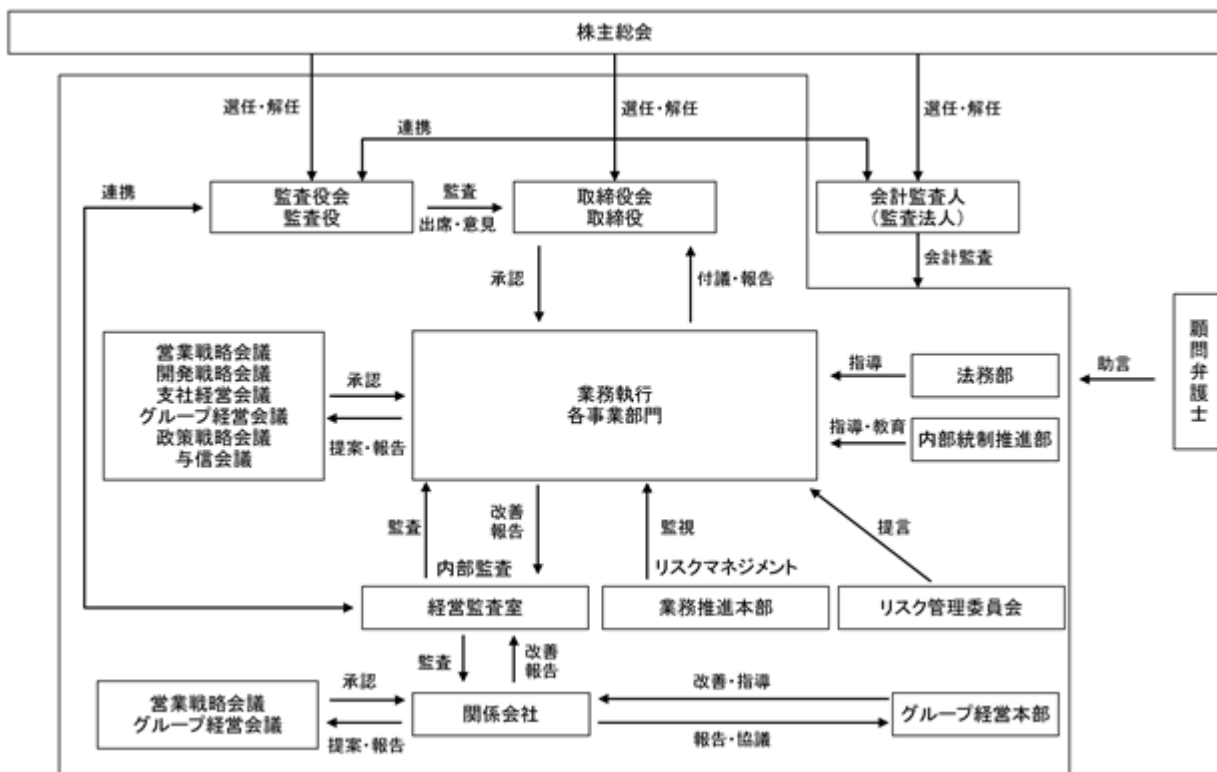 株主総会
選任・解任
選任・解任
選任・解任
連携
連携
監査役会
監査役
監査
出席・意見
取締役会
取締役
会計監査人
(監査法人)
会計監査
承認
付議・報告
営業戦略会議
開発戦略会議
支社経営会議
グループ経営会議
政策戦略会議
与信会議
承認
提案・報告
業務執行
各事業部門
指導
法務部
指導・教育
内部統制推進部
助言
顧問弁護士
監査
改善
報告
監視
提言
内部監査
リスクマネジメント
経営監査室
業務推進本部
リスク管理委員会
監査
改善
報告
営業戦略会議
グループ経営会議
承認
提案・報告
関係会社
改善・指導
報告・協議
グループ経営本部